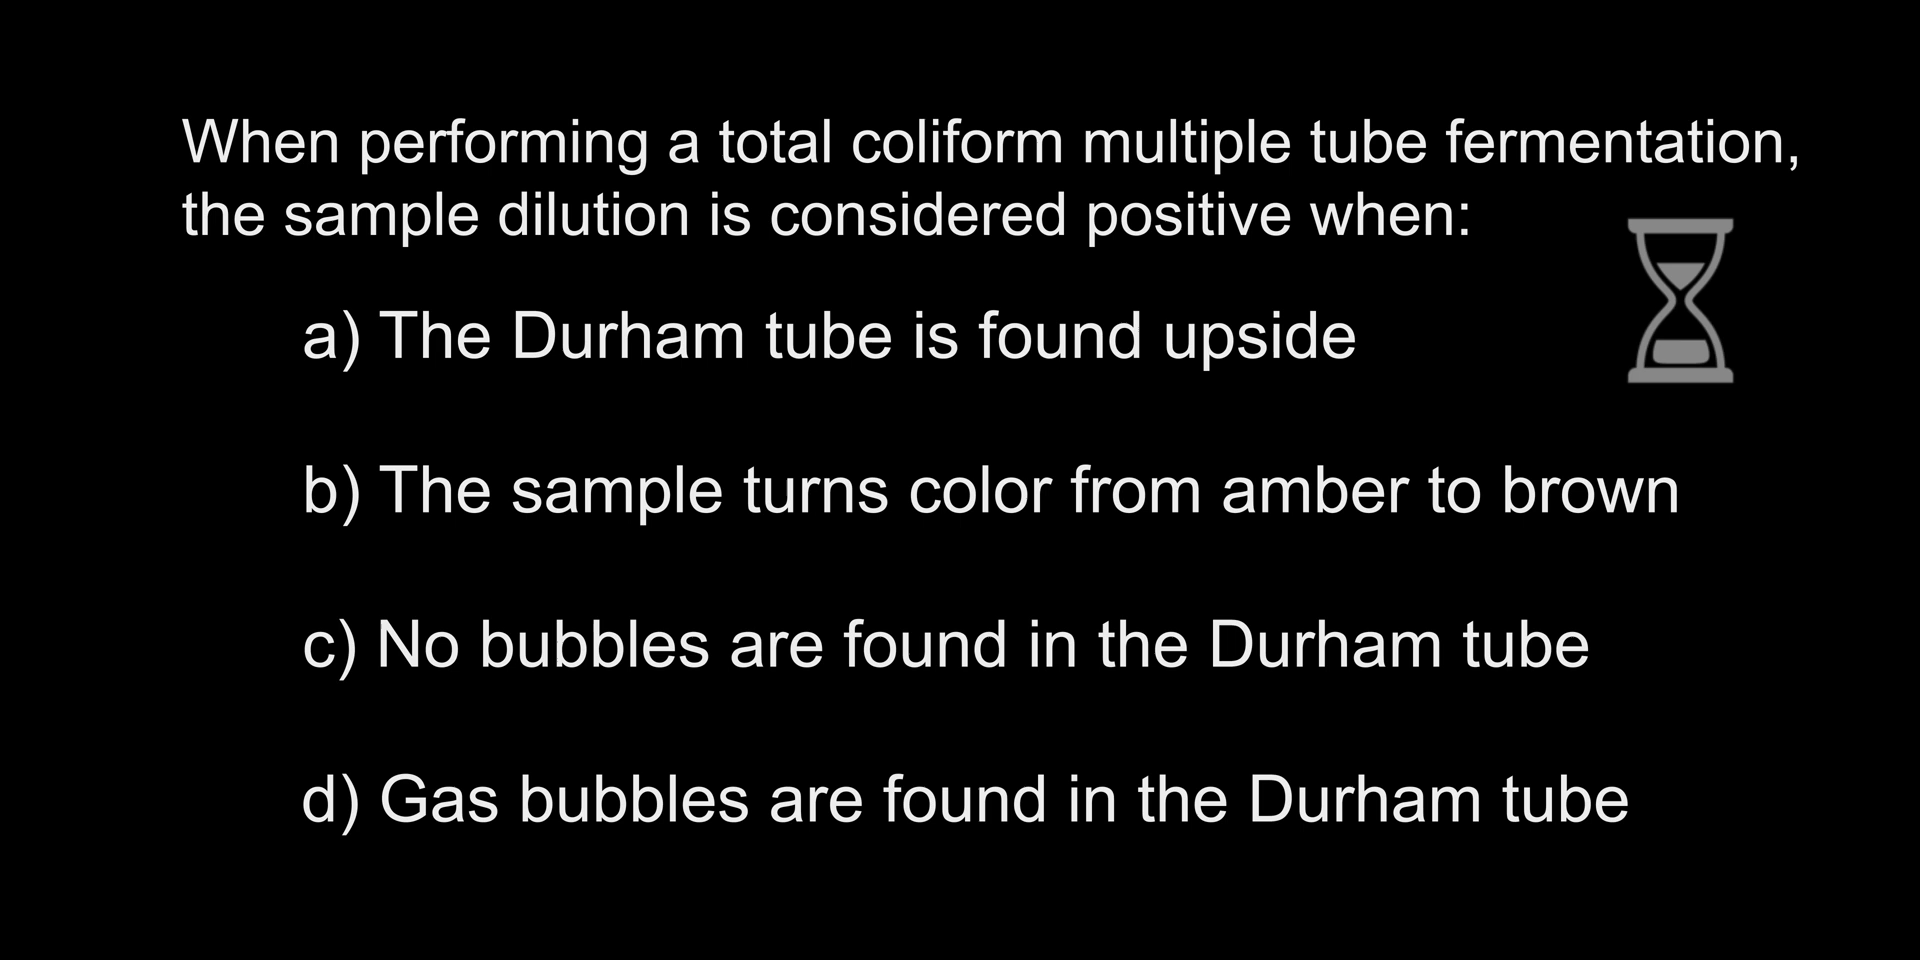 When performing a total coliform multiple tube fermentation,
the sample dilution is considered positive when:
a) The Durham tube is found upside
b) The sample turns color from amber to brown
c) No bubbles are found in the Durham tube
d) Gas bubbles are found in the Durham tube